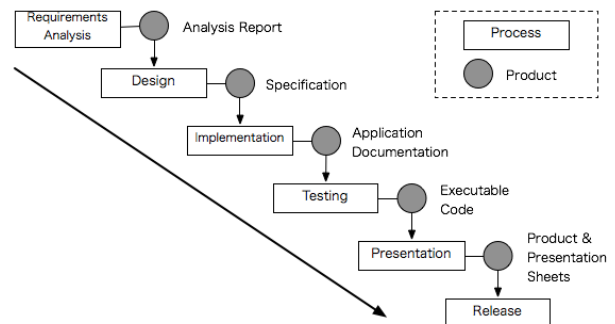 Requirements
Analysis
Analysis Report
Process
Product
Design
Specification
Implementation
Application
Documentation
Testing
Executable
Code
Presentation
Product &
Presentation
Sheets
Release